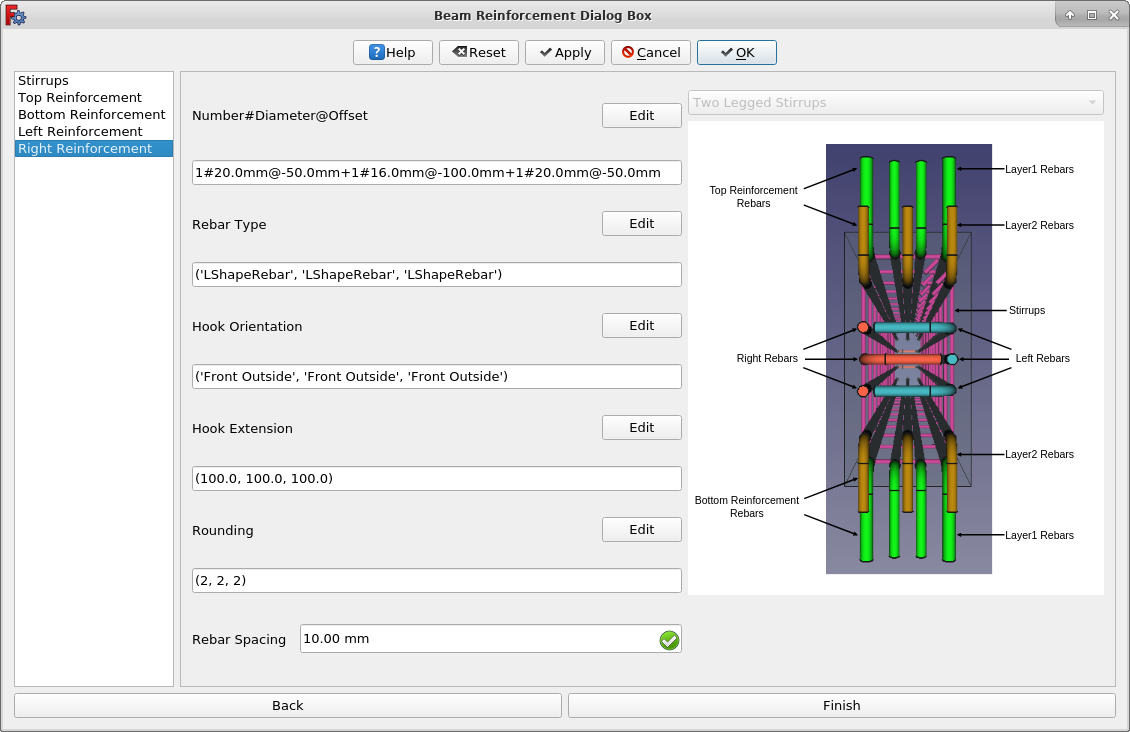 Beam Reinforcement Dialog Box
Help Reset Apply Cancel OK
Stirrups
Top Reinforcement
Bottom Reinforcement
Left Reinforcement
Right Reinforcement
Number#Diameter@Offset Edit
1#20.0mm@-50.0mm+1#16.0mm@-100.0mm+1#20.0mm@-50.0mm
Rebar Type Edit
('LShapeRebar', 'LShapeRebar', 'LShapeRebar')
Hook Orientation Edit
('Front Outside', 'Front Outside', 'Front Outside')
Hook Extension Edit
(100.0, 100.0, 100.0)
Rounding Edit
(2, 2, 2)
Rebar Spacing 10.00 mm
Two Legged Stirrups
Layer1 Rebars
Top Reinforcement
Rebars
Layer2 Rebars
Stirrups
Right Rebars
Left Rebars
Layer2 Rebars
Bottom Reinforcement
Rebars
Layer1 Rebars
Back Finish